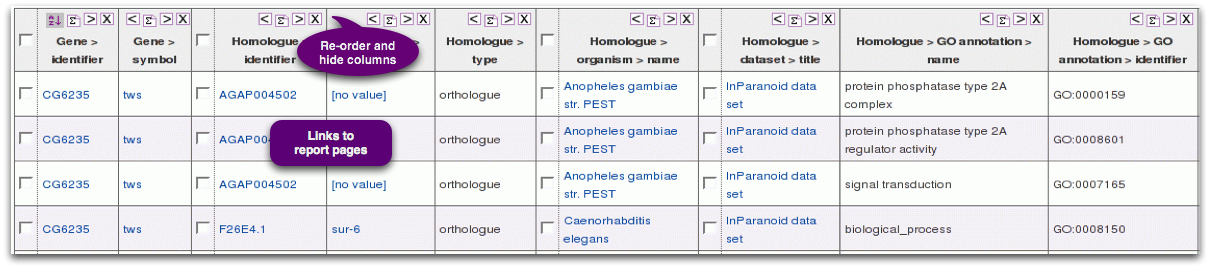 < Σ > X < Σ > X < Σ > X < Σ > X < Σ > X < Σ > X < Σ > X < Σ > X
Gene > identifier
Gene > symbol
Homologue > identifier
Re-order and
hide columns
Homologue > type
Homologue > organism > name
Homologue > dataset > title
Homologue > GO annotation > name
Homologue > GO annotation > identifier
CG6235 tws AGAP004502 [no value] orthologue Anopheles gambiae str. PEST InParanoid data set protein phosphatase type 2A complex GO:0000159
CG6235 tws AGAP00 orthologue Anopheles gambiae str. PEST InParanoid data set protein phosphatase type 2A regulator activity GO:0008601
Links to
report pages
CG6235 tws AGAP004502 [no value] orthologue Anopheles gambiae str. PEST InParanoid data set signal transduction GO:0007165
CG6235 tws F26E4.1 sur-6 orthologue Caenorhabditis elegans InParanoid data set biological_process GO:0008150